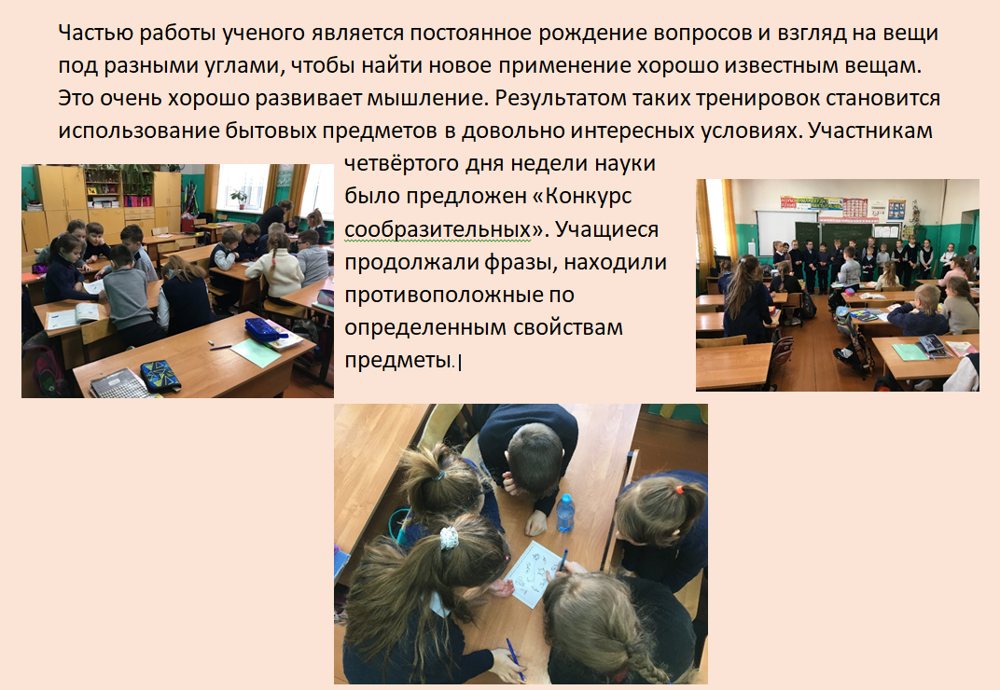 Частью работы ученого является постоянное рождение вопросов и взгляд на вещи
под разными углами, чтобы найти новое применение хорошо известным вещам.
Это очень хорошо развивает мышление. Результатом таких тренировок становится
использование бытовых предметов в довольно интересных условиях. Участникам
четвёртого дня недели науки
было предложен «Конкурс
сообразительных». Учащиеся
продолжали фразы, находили
противоположные по
определенным свойствам
предметы.